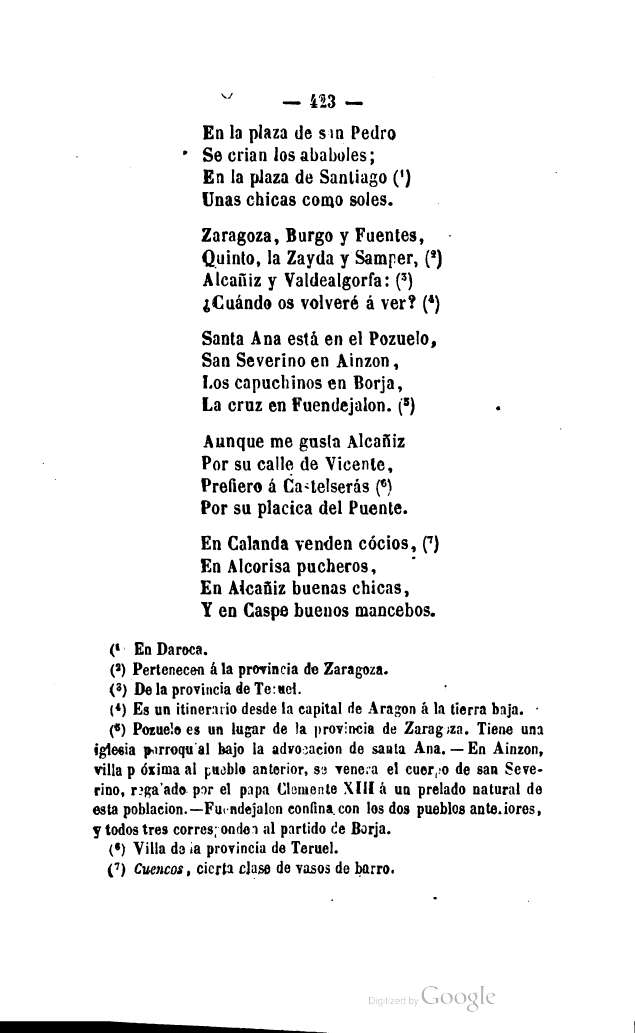 — 423 —
En la plaza de san Pedro
Se crian los ababoles;
En la plaza de Santiago (¹)
Unas chicas como soles.
Zaragoza, Burgo y Fuentes,
Quinto, la Zayda y Samper, (²)
Alcañiz y Valdealgorfa: (³)
¿Cuándo os volveré á ver? (⁴)
Santa Ana está en el Pozuelo,
San Severino en Ainzon,
Los capuchinos en Borja,
La cruz en Fuendejalon. (⁵)
Aunque me gusta Alcañiz
Por su calle de Vicente,
Prefiero á Castelserás (⁶)
Por su placica del Puente.
En Calanda venden cócios, (⁷)
En Alcorisa pucheros,
En Alcañiz buenas chicas,
Y en Caspe buenos mancebos.
(¹ En Daroca.
(²) Pertenecen á la provincia de Zaragoza.
(³) De la provincia de Teruel.
(⁴) Es un itinerario desde la capital de Aragon á la tierra baja.
(⁵) Pozuelo es un lugar de la provincia de Zaragoza. Tiene una
iglesia parroquial bajo la advocacion de santa Ana. — En Ainzon,
villa próxima al pueblo anterior, se venera el cuerpo de san Seve-
rino, regalado por el papa Clemente XIII á un prelado natural de
esta poblacion.—Fuendejalon confina con los dos pueblos anteriores,
y todos tres corresponden al partido de Borja.
(⁶) Villa de la provincia de Teruel.
(⁷) Cuencos, cierta clase de vasos de barro.
Digitized by Google